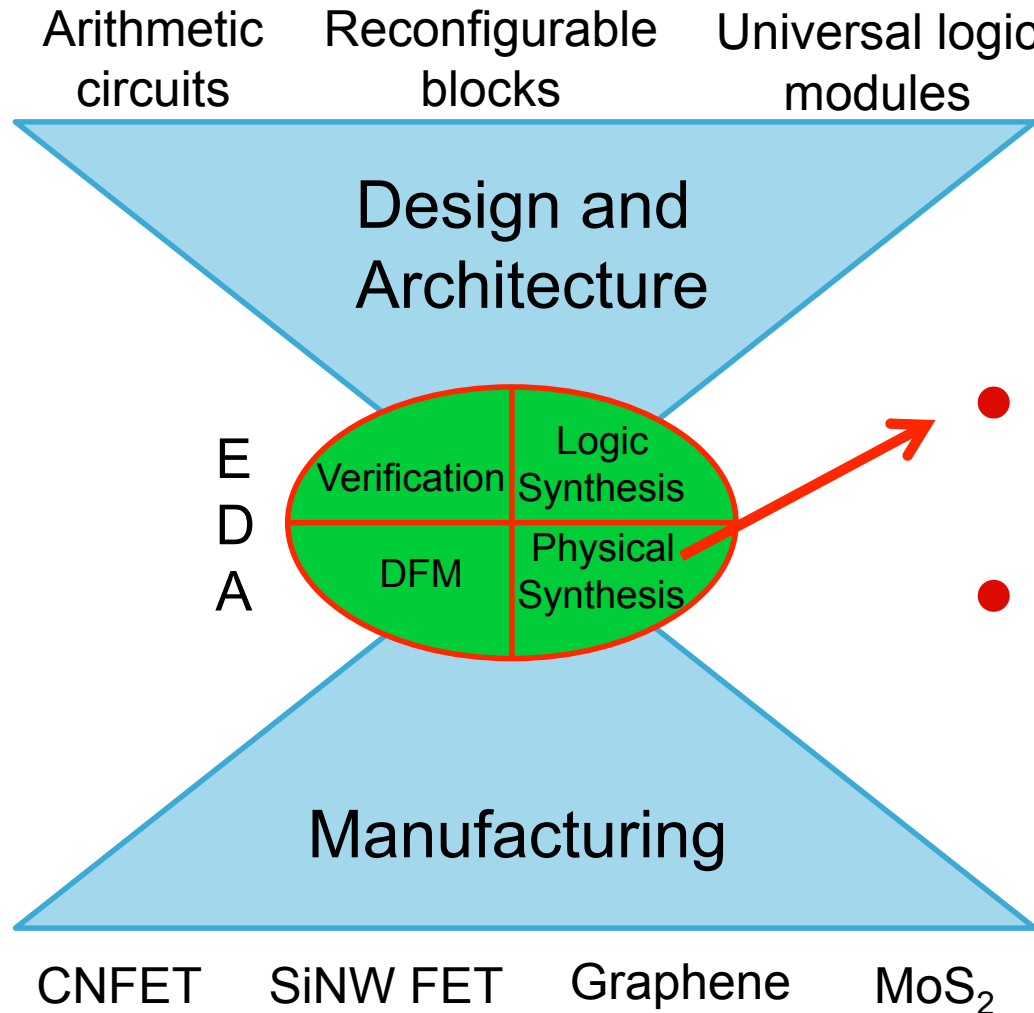 Arithmetic circuits
Reconfigurable blocks
Universal logic modules
Design and
Architecture
E
D
A
Verification
Logic
Synthesis
DFM
Physical
Synthesis
Manufacturing
CNFET SiNW FET Graphene MoS₂